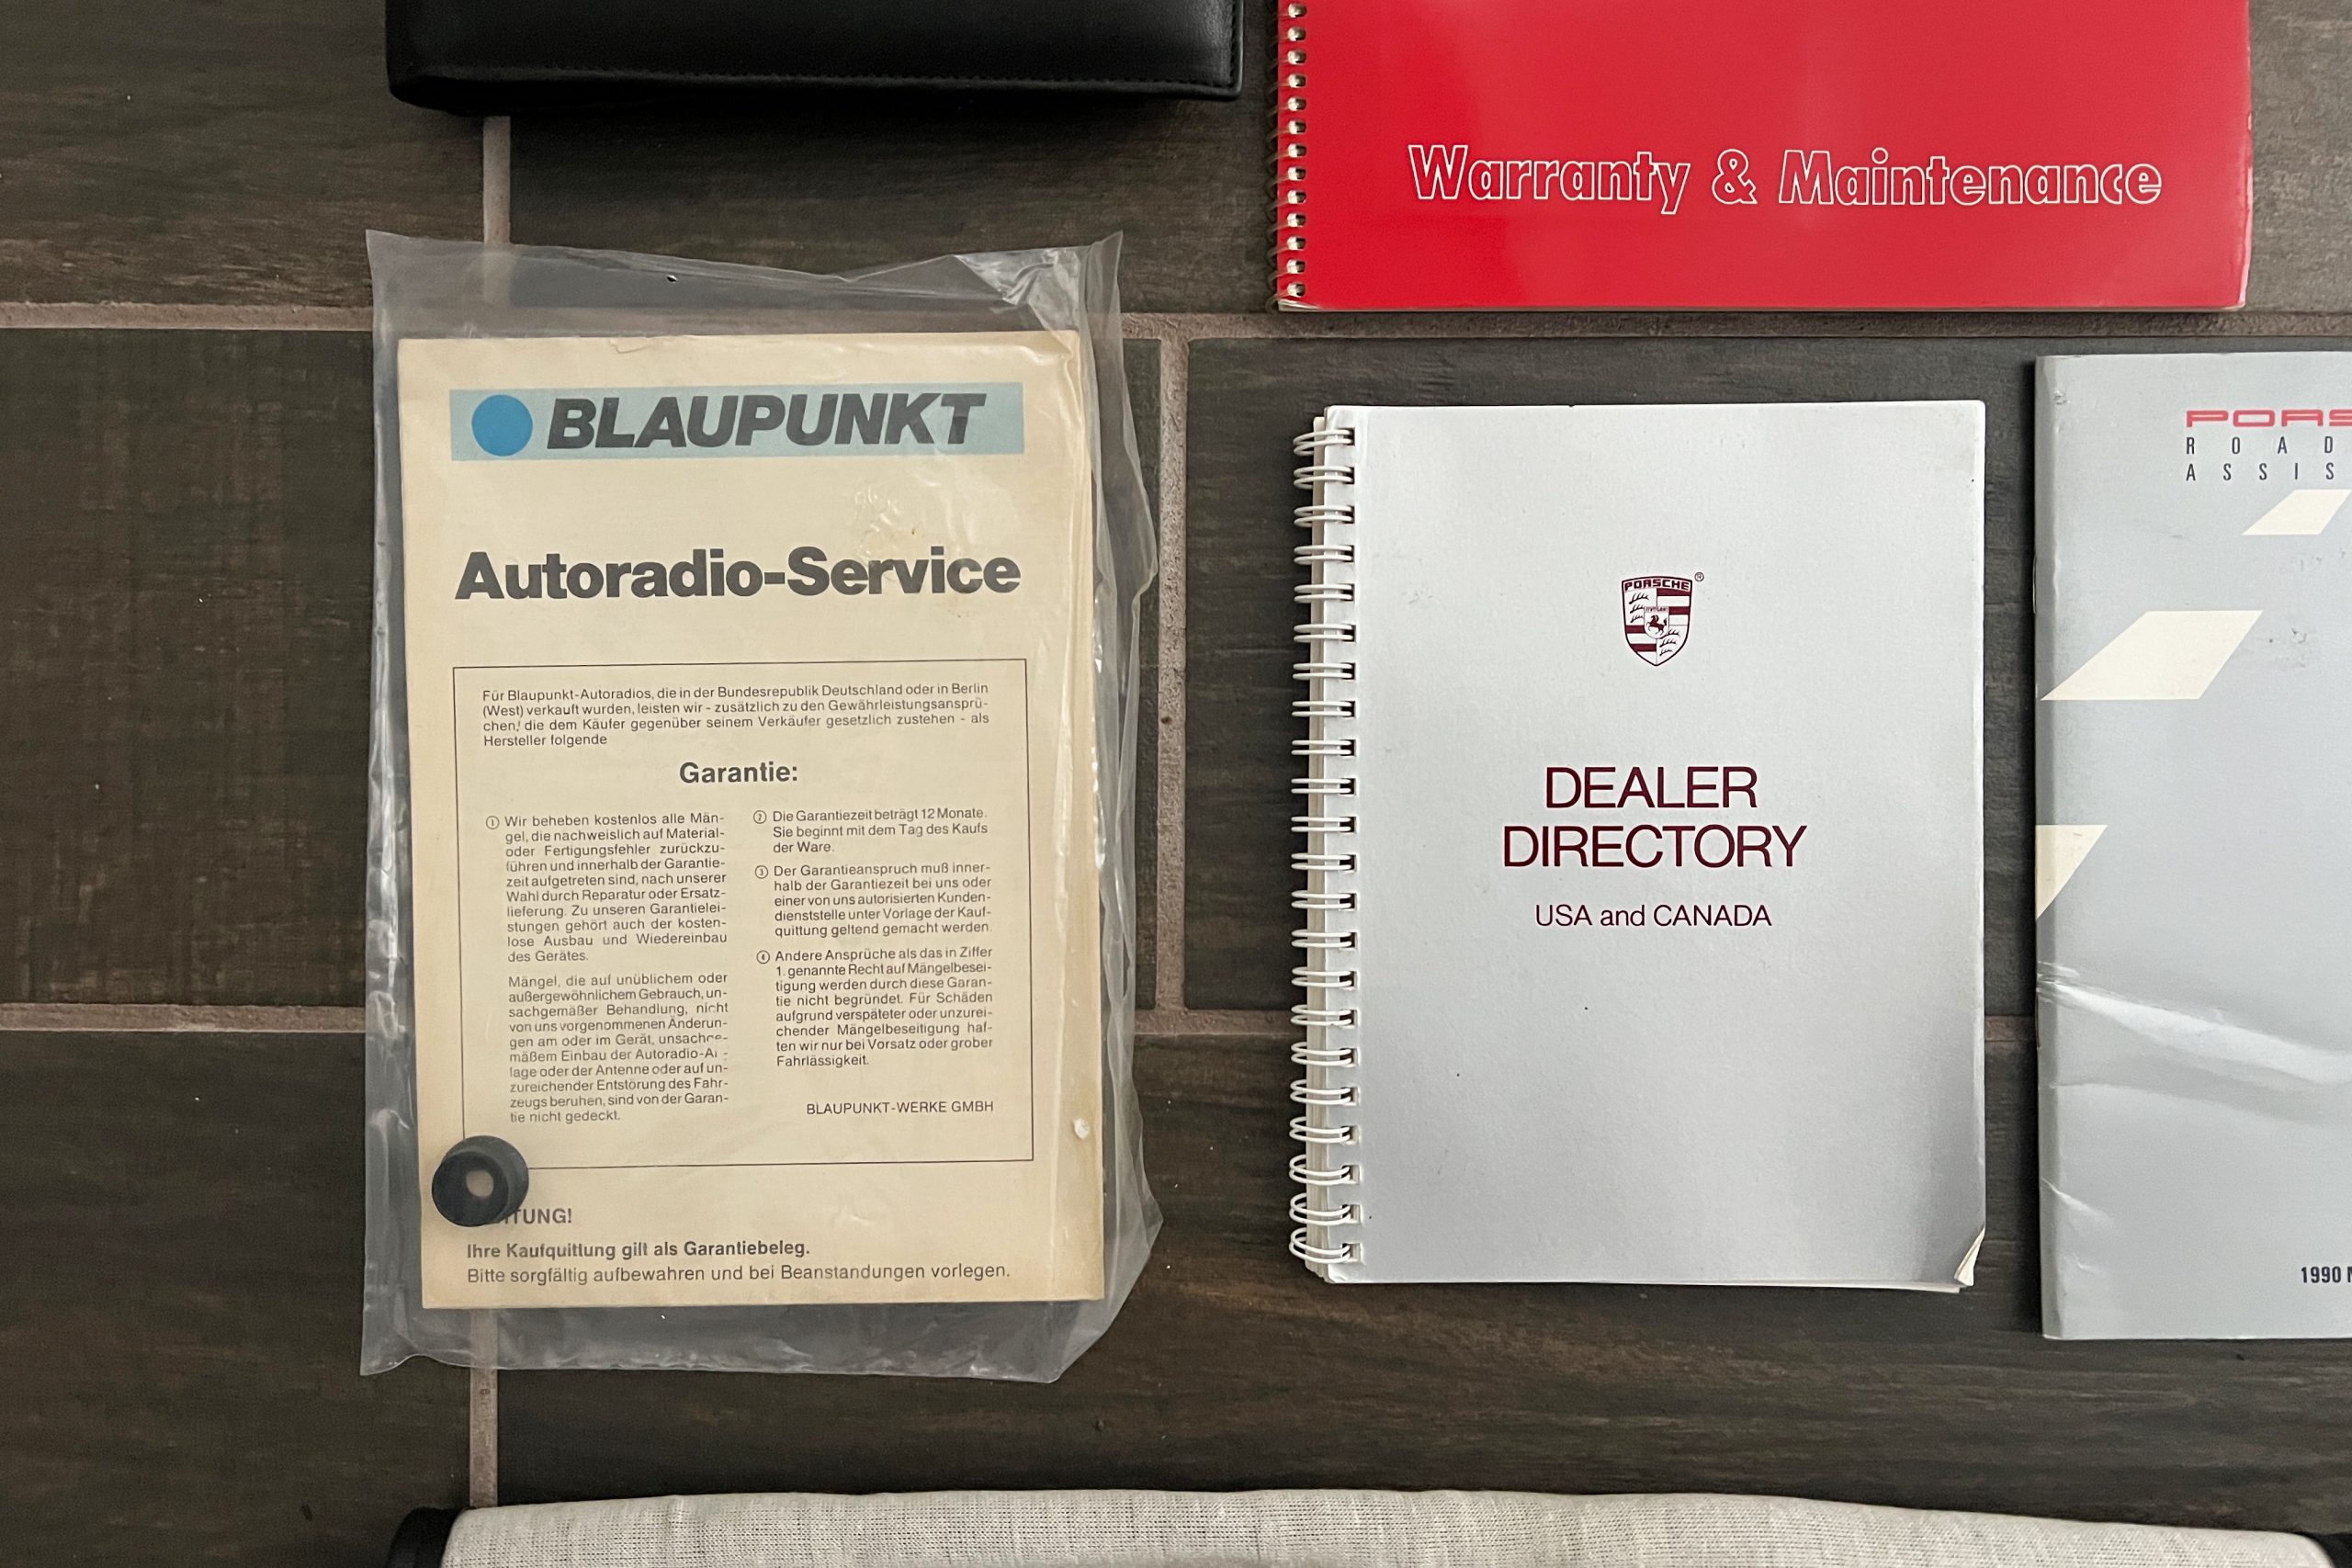 Warranty & Maintenance
BLAUPUNKT
Autoradio-Service
Für Blaupunkt-Autoradios, die in der Bundesrepublik Deutschland oder in Berlin
(West) verkauft wurden, leisten wir - zusätzlich zu den Gewährleistungsansprü-
chen, die dem Käufer gegenüber seinem Verkäufer gesetzlich zustehen - als
Hersteller folgende
Garantie:
① Wir beheben kostenlos alle Män-
gel, die nachweislich auf Material-
oder Fertigungsfehler zurückzu-
führen und innerhalb der Garantie-
zeit aufgetreten sind, nach unserer
Wahl durch Reparatur oder Ersatz-
lieferung. Zu unseren Garantielei-
stungen gehört auch der kosten-
lose Ausbau und Wiedereinbau
des Gerätes.
Mängel, die auf unüblichem oder
außergewöhnlichem Gebrauch, un-
sachgemäßer Behandlung, nicht
von uns vorgenommenen Änderun-
gen am oder im Gerät, unsachge-
mäßem Einbau der Autoradio-
lage oder der Antenne oder auf un-
zureichender Entstörung des Fahr-
zeugs beruhen, sind von der Garan-
tie nicht gedeckt.
② Die Garantiezeit beträgt 12 Monate.
Sie beginnt mit dem Tag des Kaufs
der Ware.
③ Der Garantieanspruch muß inner-
halb der Garantiezeit bei uns oder
einer von uns autorisierten Kunden-
dienststelle unter Vorlage der Kauf-
quittung geltend gemacht werden.
④ Andere Ansprüche als das in Ziffer
1. genannte Recht auf Mängelbesei-
tigung werden durch diese Garan-
tie nicht begründet. Für Schäden
aufgrund verspäteter oder unzurei-
chender Mängelbeseitigung haf-
ten wir nur bei Vorsatz oder grober
Fahrlässigkeit.
BLAUPUNKT-WERKE GMBH
TUNG!
Ihre Kaufquittung gilt als Garantiebeleg.
Bitte sorgfältig aufbewahren und bei Beanstandungen vorlegen.
PORSCHE
DEALER
DIRECTORY
USA and CANADA
PORS
ROAD
ASSIS
1990